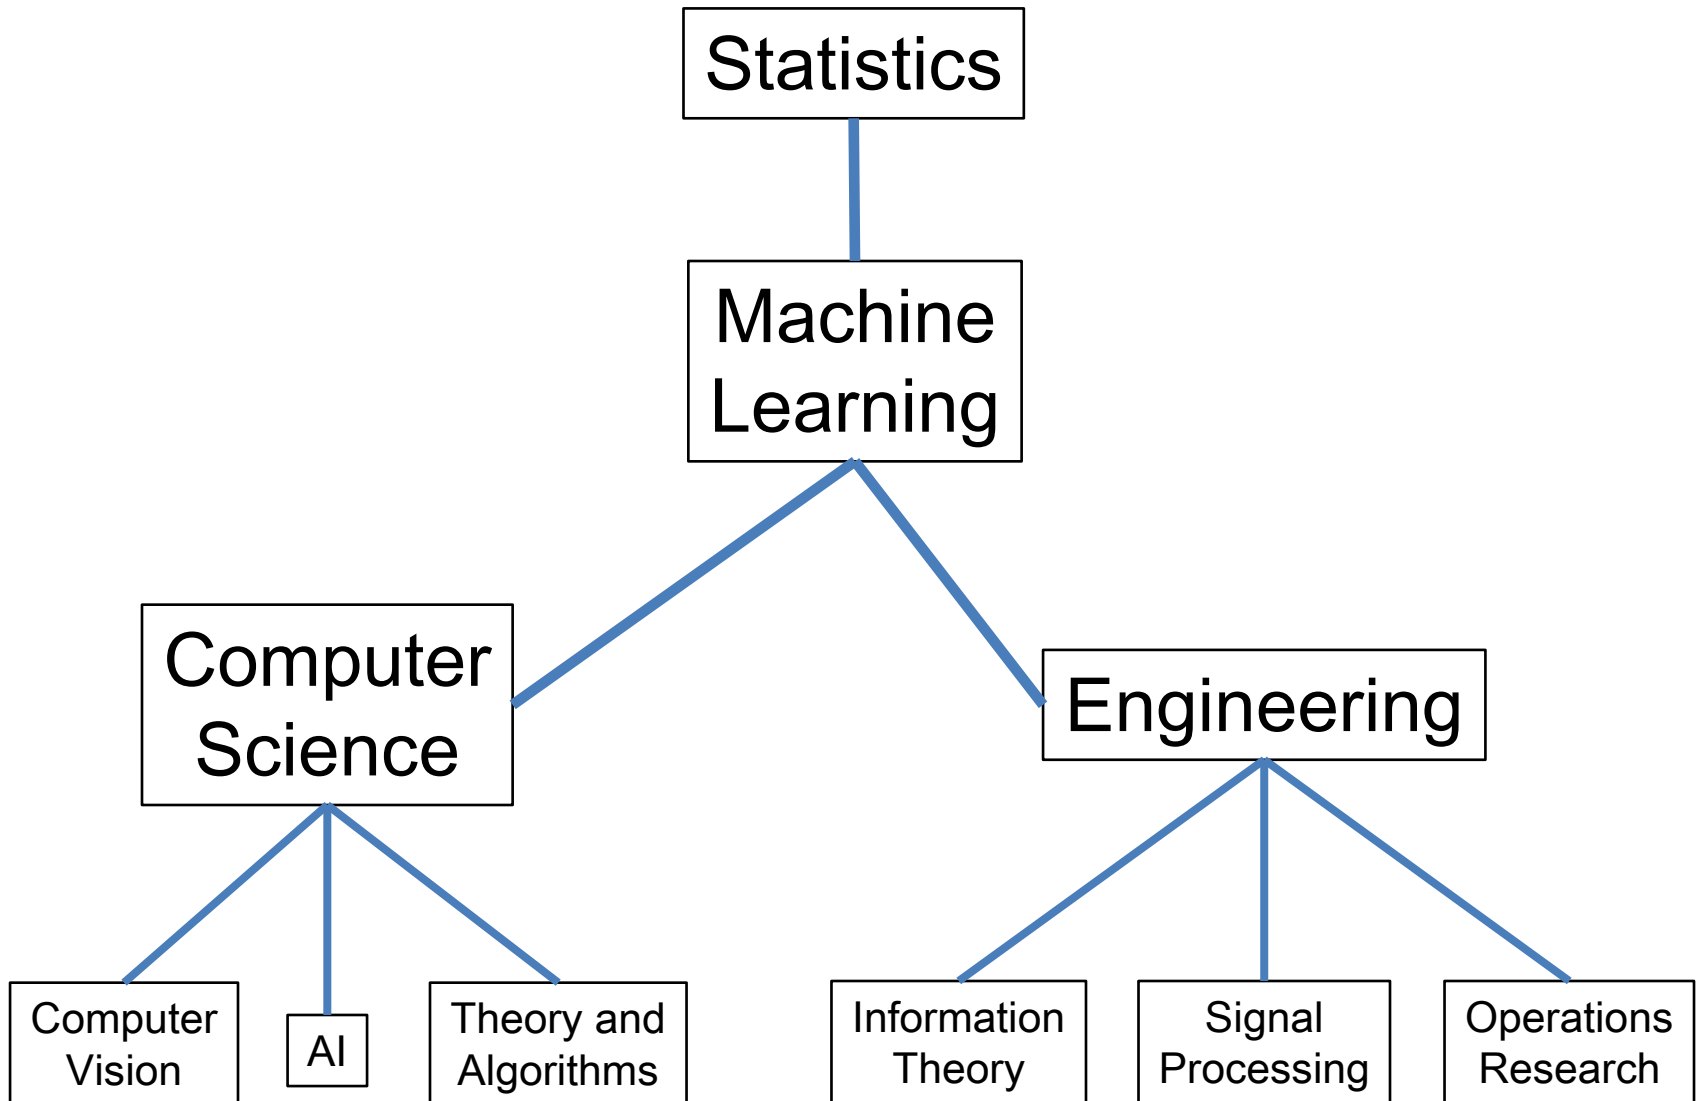 Statistics
Machine
Learning
Computer
Science
Engineering
Computer
Vision
AI
Theory and
Algorithms
Information
Theory
Signal
Processing
Operations
Research